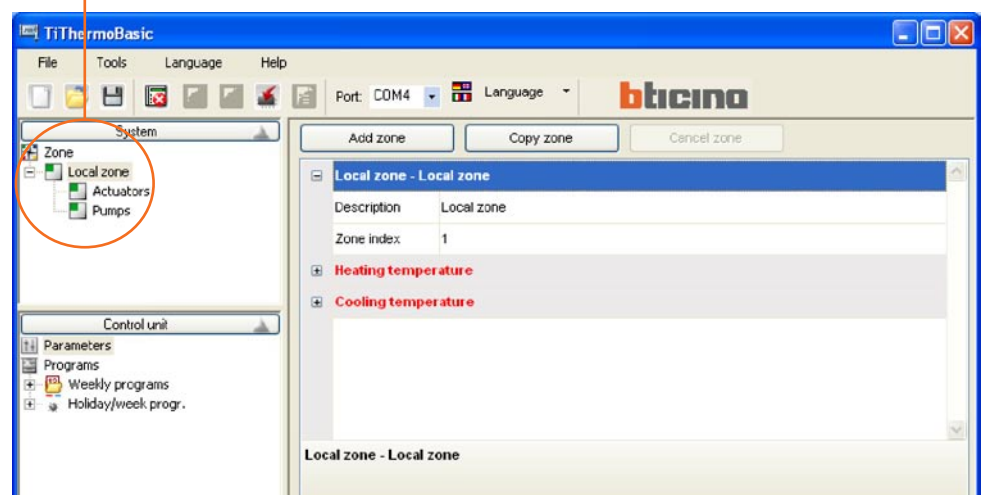 TiThermoBasic
File Tools Language Help
Port: COM4 Language bticino
System
Zone
Local zone
Actuators
Pumps
Add zone Copy zone Cancel zone
Local zone - Local zone
Description Local zone
Zone index 1
Heating temperature
Cooling temperature
Control unit
Parameters
Programs
Weekly programs
Holiday/week progr.
Local zone - Local zone